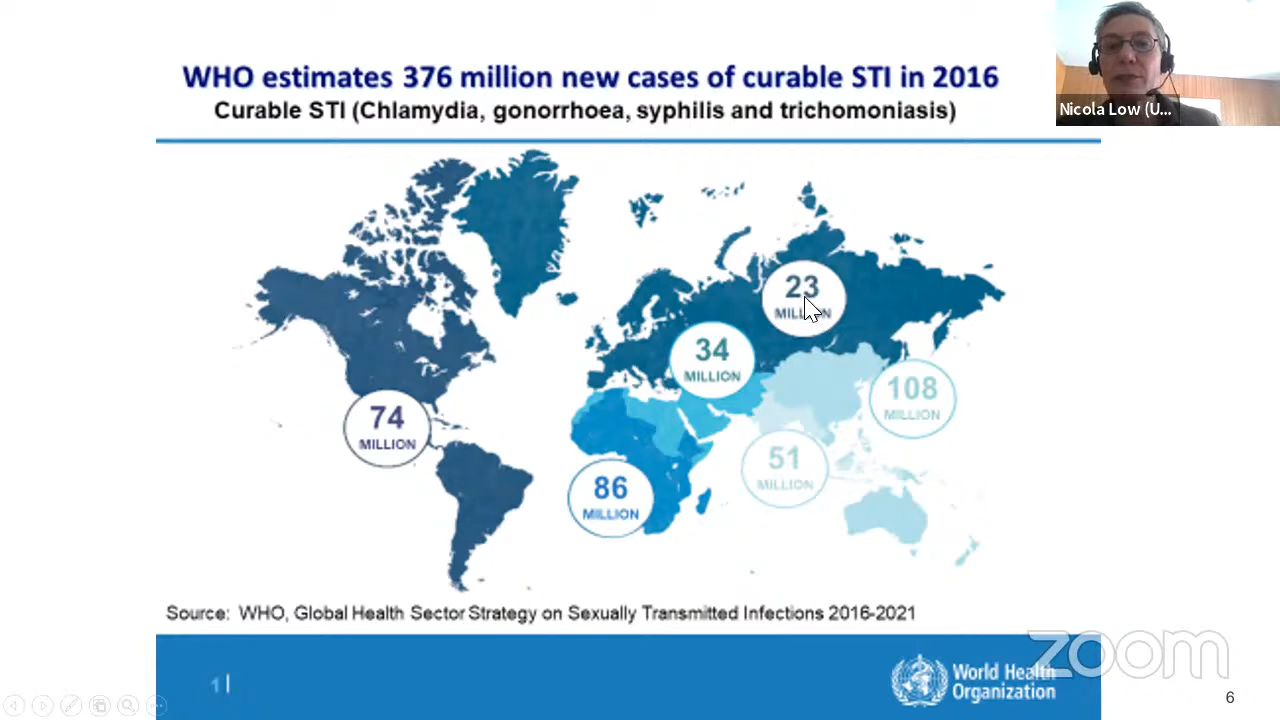 WHO estimates 376 million new cases of curable STI in 2016
Curable STI (Chlamydia, gonorrhoea, syphilis and trichomoniasis)
Nicola Low (U...
23
MILLION
34
MILLION
108
MILLION
74
MILLION
51
MILLION
86
MILLION
Source: WHO, Global Health Sector Strategy on Sexually Transmitted Infections 2016-2021
zoom
1 |
World Health
Organization
6